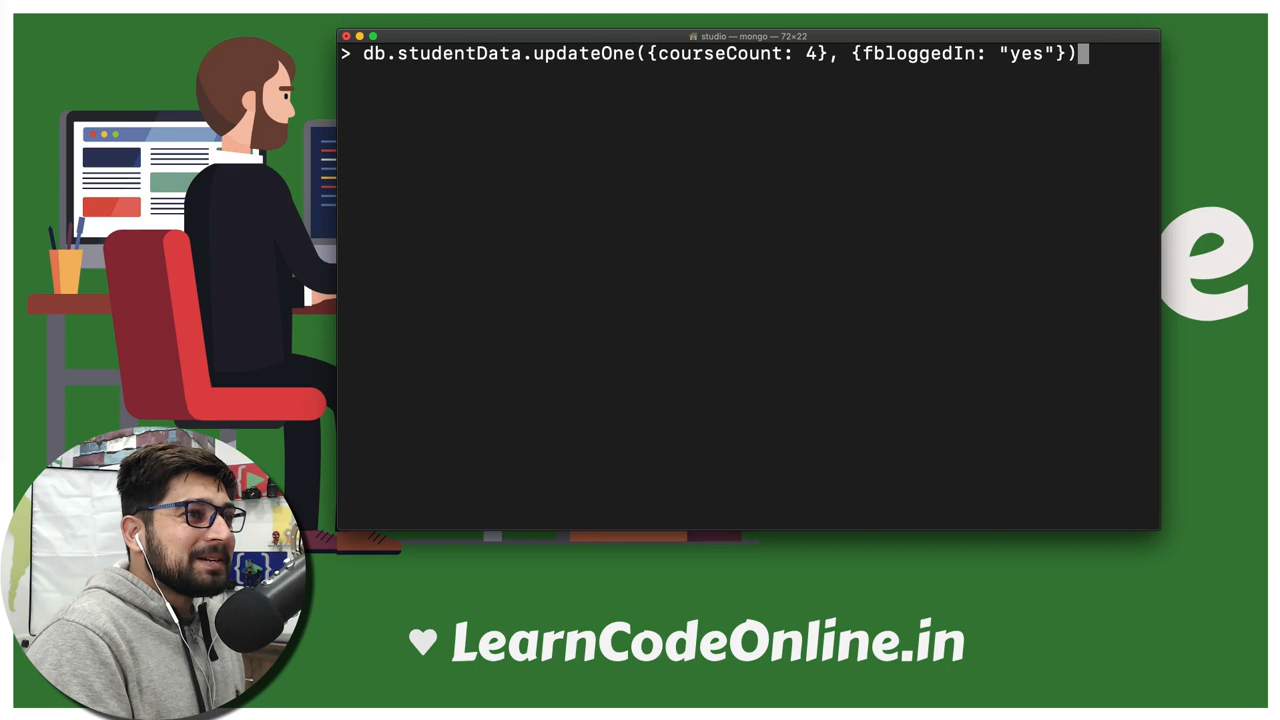 studio — mongo — 72×22
> db.studentData.updateOne({courseCount: 4}, {fbloggedIn: "yes"})
e
LearnCodeOnline.in